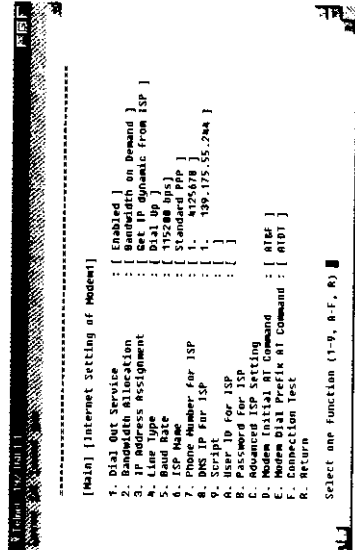 [Main] [Internet Setting of Modem1]
1. Dial Out Service : [ Enabled ]
2. Bandwidth Allocation : [ Bandwidth on Demand ]
3. IP Address Assignment : [ Get IP dynamic from ISP ]
4. Line Type : [ Dial Up ]
5. Baud Rate : [ 115200 bps]
6. ISP Name : [ Standard PPP ]
7. Phone Number for ISP : [ 1. 4125678 ]
8. DNS IP for ISP : [ 1. 139.175.55.244 ]
9. Script : [ ]
A. User ID for ISP : [ ]
B. Password for ISP
C. Advanced ISP Setting
D. Modem Initial AT Command : [ AT&F ]
E. Modem Dial Prefix AT Command : [ ATDT ]
F. Connection Test
R. Return
Select one function (1-9, A-F, R)